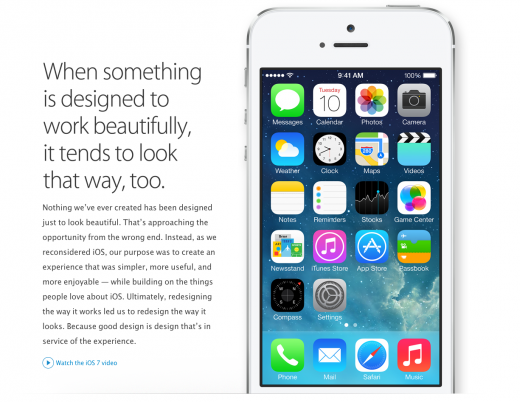 When something
is designed to
work beautifully,
it tends to look
that way, too.
Nothing we've ever created has been designed
just to look beautiful. That's approaching the
opportunity from the wrong end. Instead, as we
reconsidered iOS, our purpose was to create an
experience that was simpler, more useful, and
more enjoyable — while building on the things
people love about iOS. Ultimately, redesigning
the way it works led us to redesign the way it
looks. Because good design is design that's in
service of the experience.
Watch the iOS 7 video
9:41 AM 100%
Tuesday
10
Messages Calendar Photos Camera
280
Weather Clock Maps Videos
Notes Reminders Stocks Game Center
Newsstand iTunes Store App Store Passbook
Compass Settings
Phone Mail Safari Music